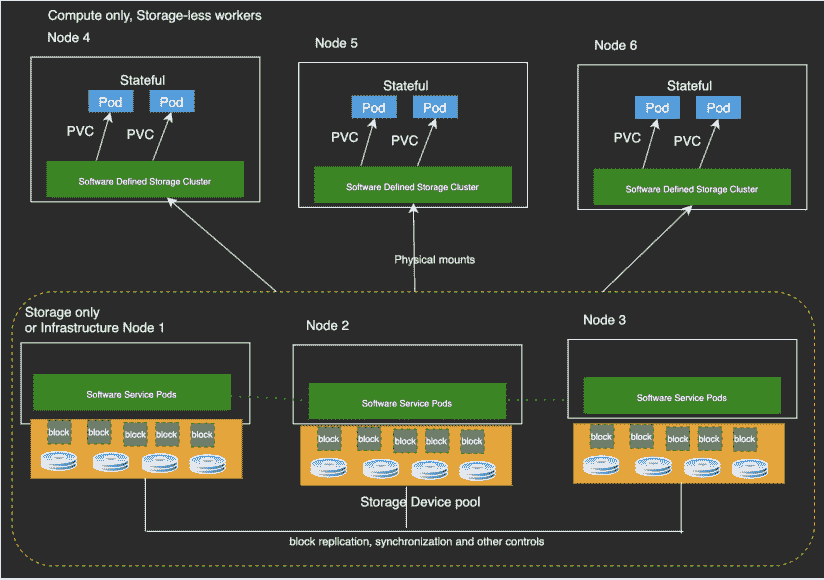 Compute only, Storage-less workers
Node 4
Node 5
Node 6
Stateful
Pod
Pod
PVC
PVC
Software Defined Storage Cluster
Stateful
Pod
Pod
PVC
PVC
Software Defined Storage Cluster
Stateful
Pod
Pod
PVC
PVC
Software Defined Storage Cluster
Physical mounts
Storage only
or Infrastructure Node 1
Node 2
Node 3
Software Service Pods
Software Service Pods
Software Service Pods
block block block block block
block block block block block
block block block block block
Storage Device pool
block replication, synchronization and other controls